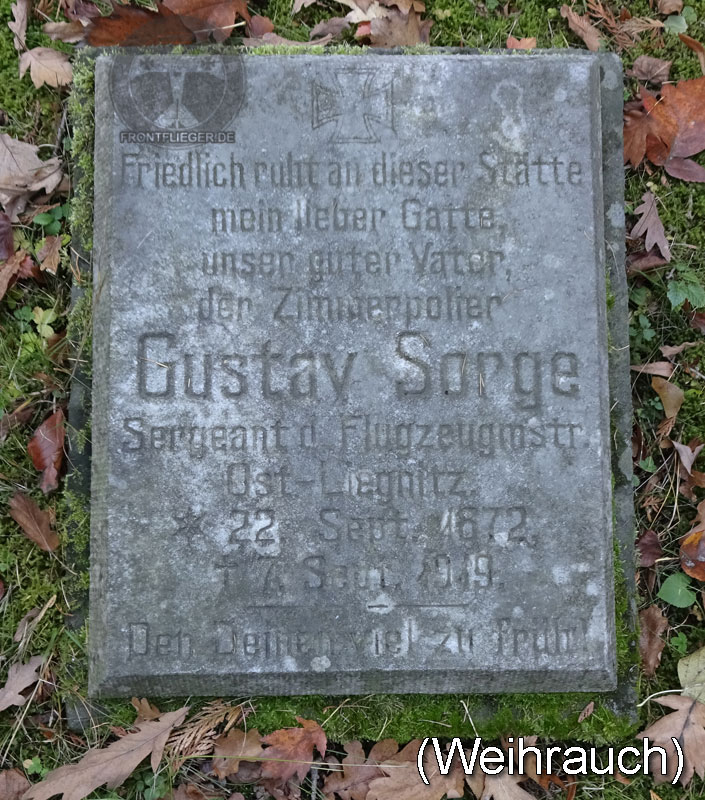 FRONTFLIEGER.DE
Friedlich ruht an dieser Stätte
mein lieber Gatte,
unser guter Vater,
der Zimmerpolier
Gustav Sorge
Sergeant d. Flugzeugmstr.
Ost-Liegnitz.
* 22. Sept. 1872,
† 7. Sept. 1919.
Den Deinen viel zu früh!
(Weihrauch)